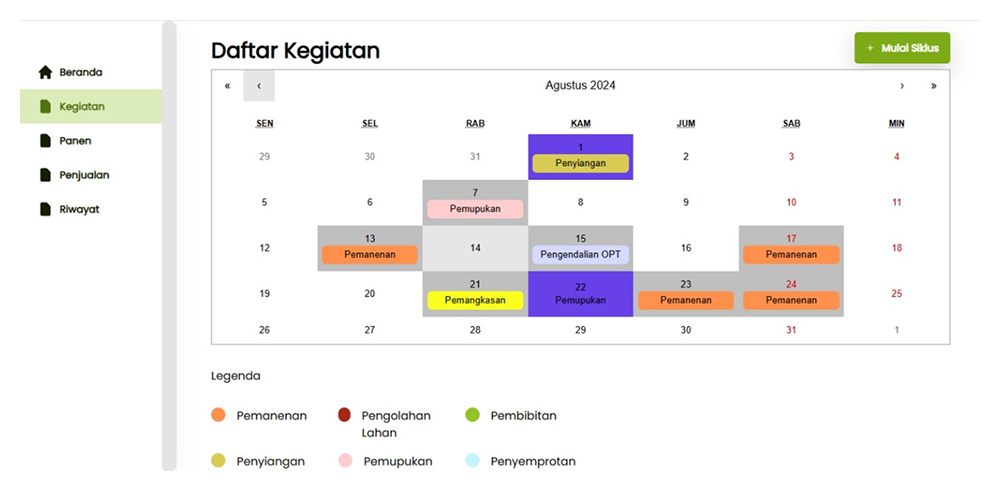 Daftar Kegiatan
+ Mulai Siklus
Beranda
Kegiatan
Panen
Penjualan
Riwayat
« ‹ Agustus 2024 › »
SEN SEL RAB KAM JUM SAB MIN
29 30 31 1 2 3 4
Penyiangan
5 6 7 8 9 10 11
Pemupukan
12 13 14 15 16 17 18
Pemanenan Pengendalian OPT Pemanenan
19 20 21 22 23 24 25
Pemangkasan Pemupukan Pemanenan Pemanenan
26 27 28 29 30 31 1
Legenda
Pemanenan Pengolahan Pembibitan
Lahan
Penyiangan Pemupukan Penyemprotan